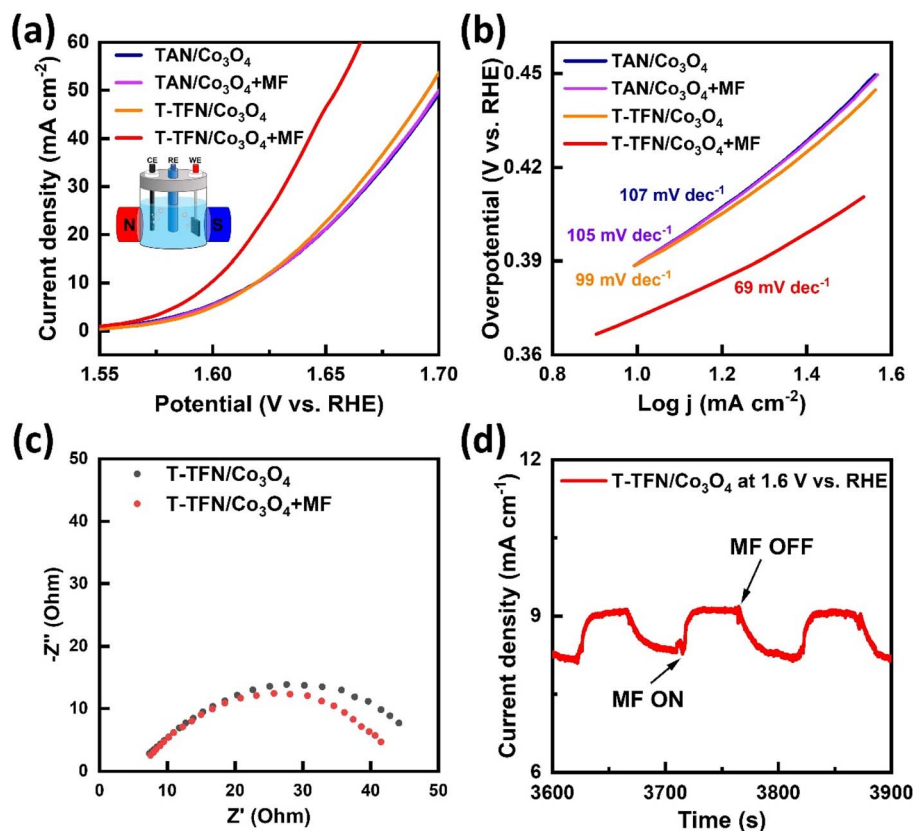 (a)
60
50
40
30
20
10
0
Current density (mA cm⁻²)
TAN/Co₃O₄
TAN/Co₃O₄+MF
T-TFN/Co₃O₄
T-TFN/Co₃O₄+MF
CE RE WE
N S
1.55 1.60 1.65 1.70
Potential (V vs. RHE)
(b)
0.45
0.42
0.39
0.36
Overpotential (V vs. RHE)
TAN/Co₃O₄
TAN/Co₃O₄+MF
T-TFN/Co₃O₄
T-TFN/Co₃O₄+MF
107 mV dec⁻¹
105 mV dec⁻¹
99 mV dec⁻¹
69 mV dec⁻¹
0.8 1.0 1.2 1.4 1.6
Log j (mA cm⁻²)
(c)
50
40
30
20
10
0
-Z'' (Ohm)
T-TFN/Co₃O₄
T-TFN/Co₃O₄+MF
0 10 20 30 40 50
Z' (Ohm)
(d)
12
9
6
Current density (mA cm⁻¹)
T-TFN/Co₃O₄ at 1.6 V vs. RHE
MF OFF
MF ON
3600 3700 3800 3900
Time (s)